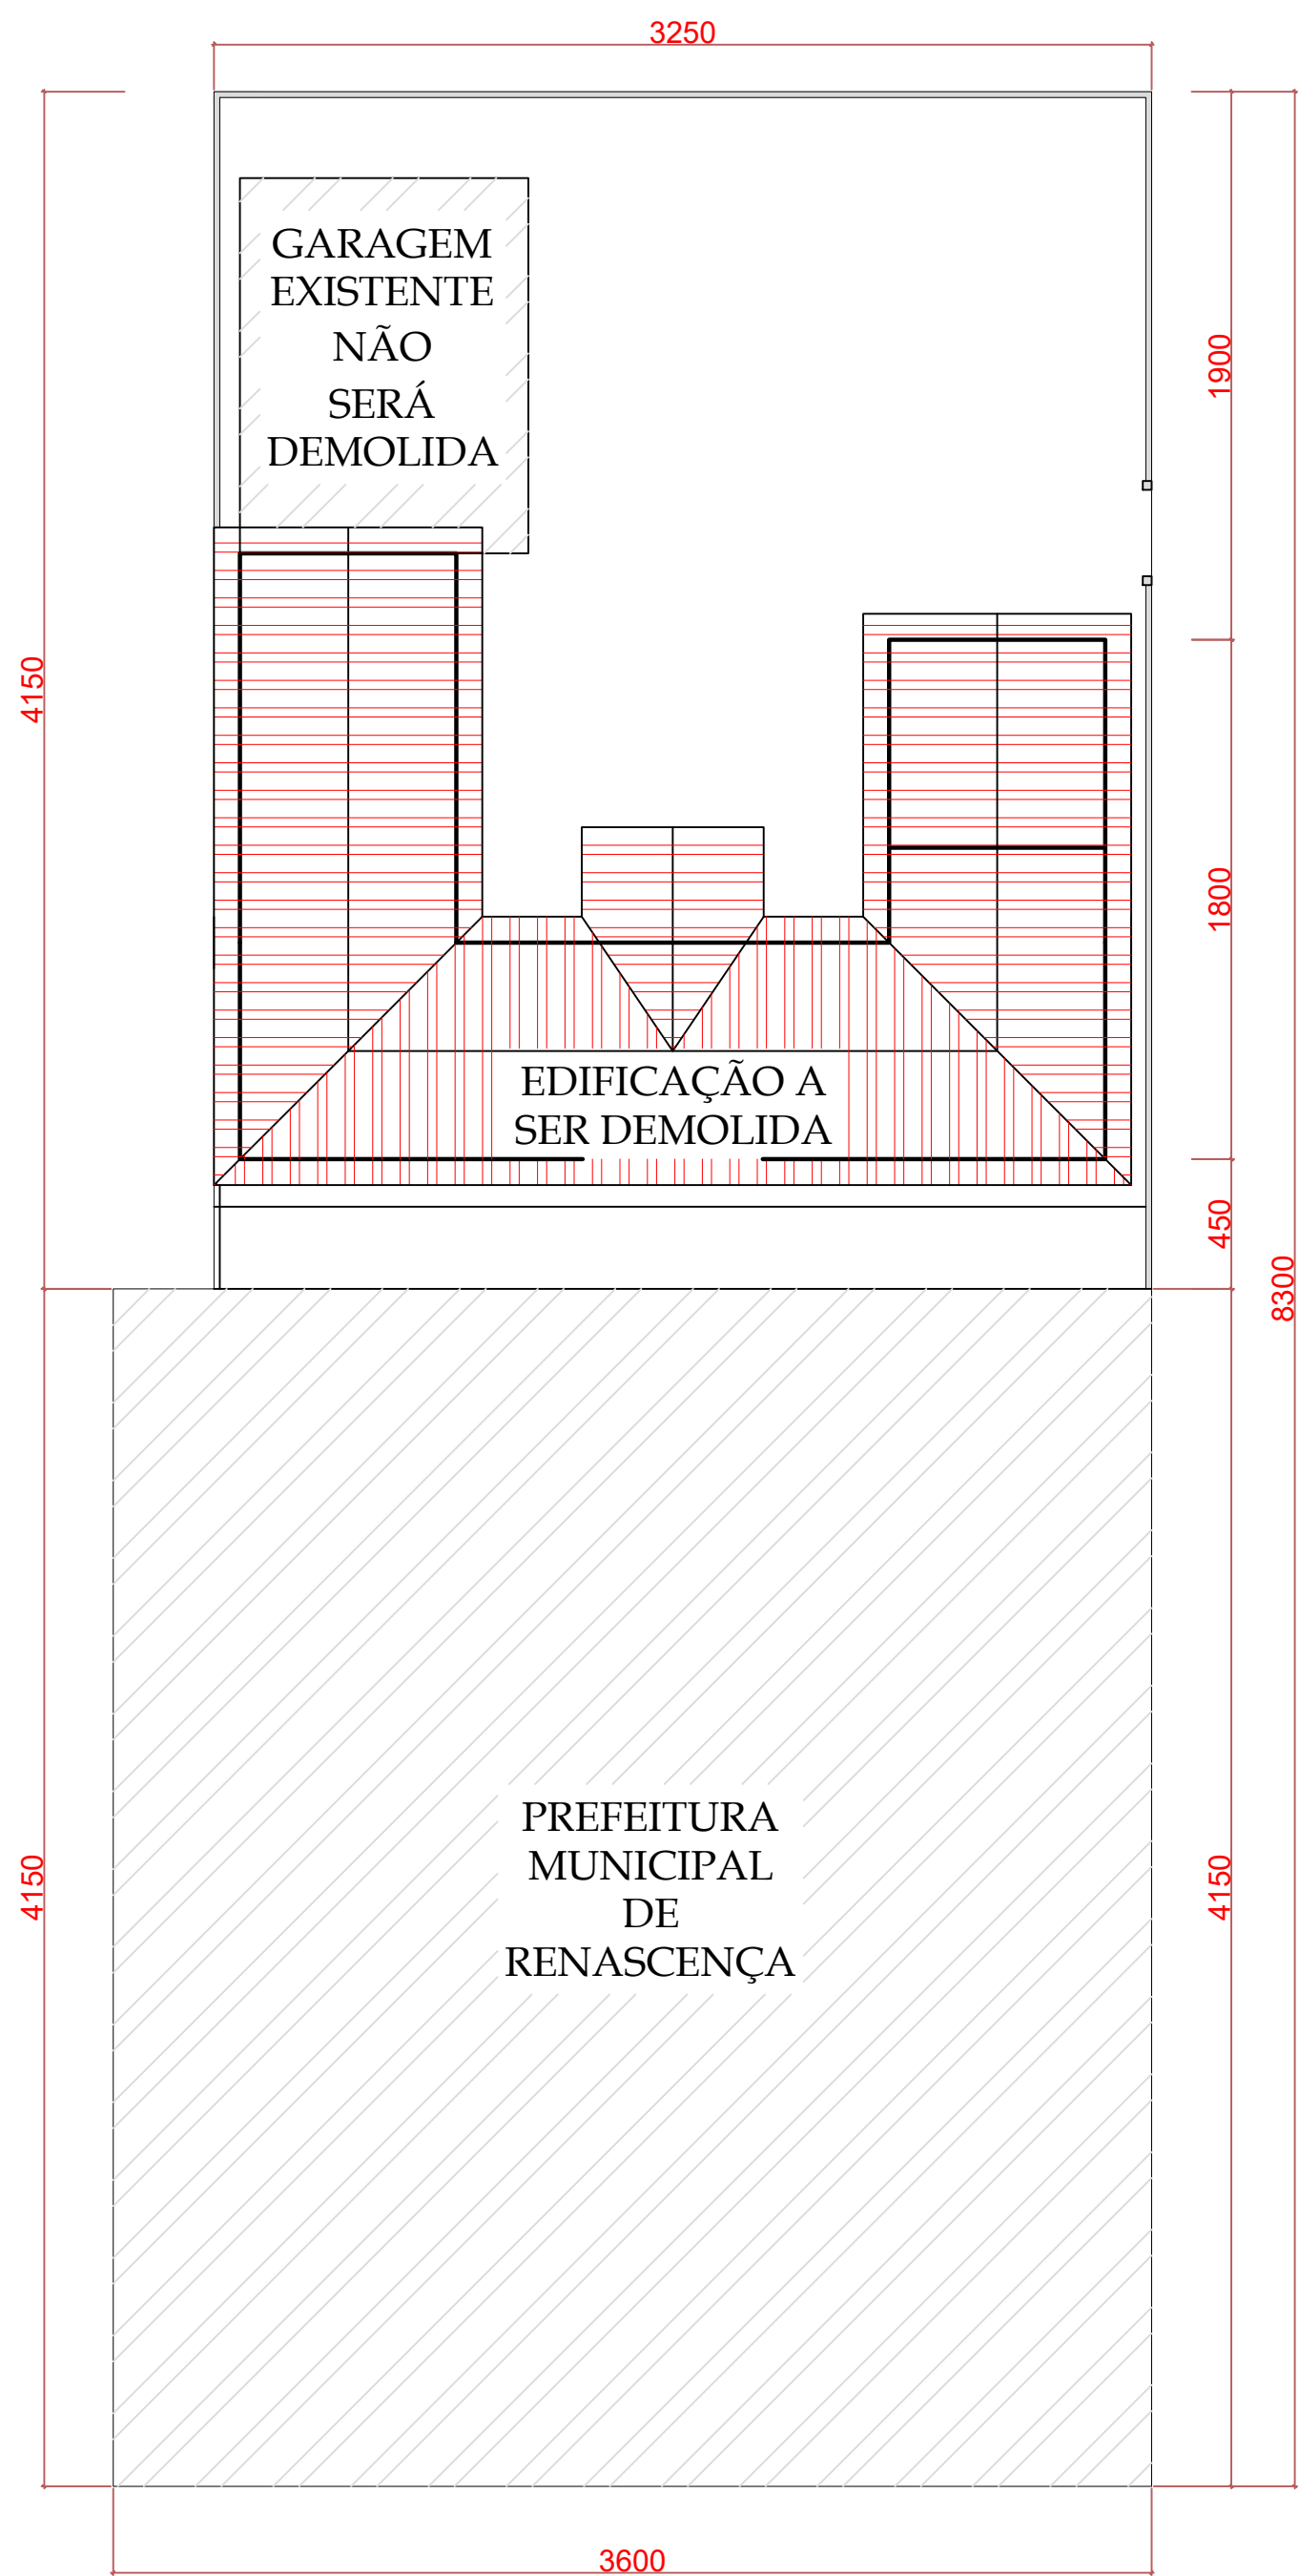 3250
GARAGEM
EXISTENTE
NÃO
SERÁ
DEMOLIDA
1900
4150
1800
EDIFICAÇÃO A
SER DEMOLIDA
450
8300
PREFEITURA
MUNICIPAL
DE
RENASCENÇA
4150
4150
3600